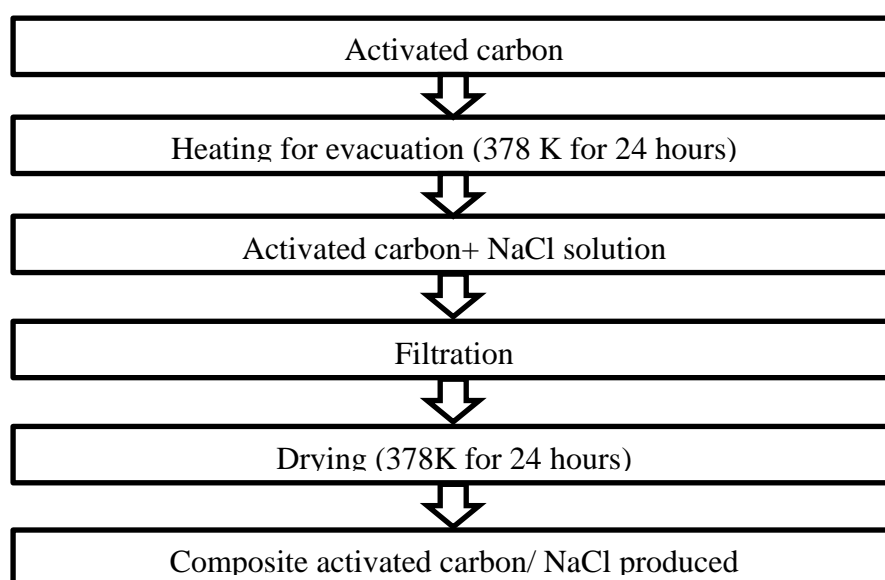 Activated carbon
Heating for evacuation (378 K for 24 hours)
Activated carbon+ NaCl solution
Filtration
Drying (378K for 24 hours)
Composite activated carbon/ NaCl produced